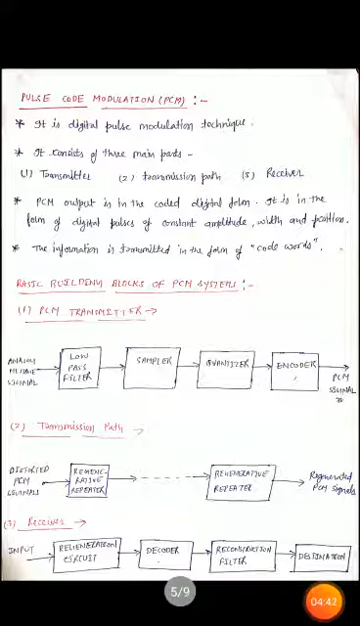 PULSE CODE MODULATION (PCM) :-
* It is digital pulse modulation technique.
* It consists of three main parts -
(1) Transmitter (2) transmission path (3) Receiver
* PCM output is in the coded digital form. It is in the
form of digital pulses of constant amplitude, width and position.
* The information is transmitted in the form of "code words".
BASIC BUILDING BLOCKS OF PCM SYSTEM :-
(1) PCM TRANSMITTER →
ANALOG MESSAGE SIGNAL
LOW PASS FILTER
SAMPLER
QUANTIZER
ENCODER
PCM SIGNAL
(2) Transmission Path →
DISTORTED PCM SIGNALS
REGENERATIVE REPEATER
REGENERATIVE REPEATER
Regenerated PCM Signals
(3) Receiver →
INPUT
REGENERATION CIRCUIT
DECODER
RECONSTRUCTION FILTER
DESTINATION
5/9
04:42